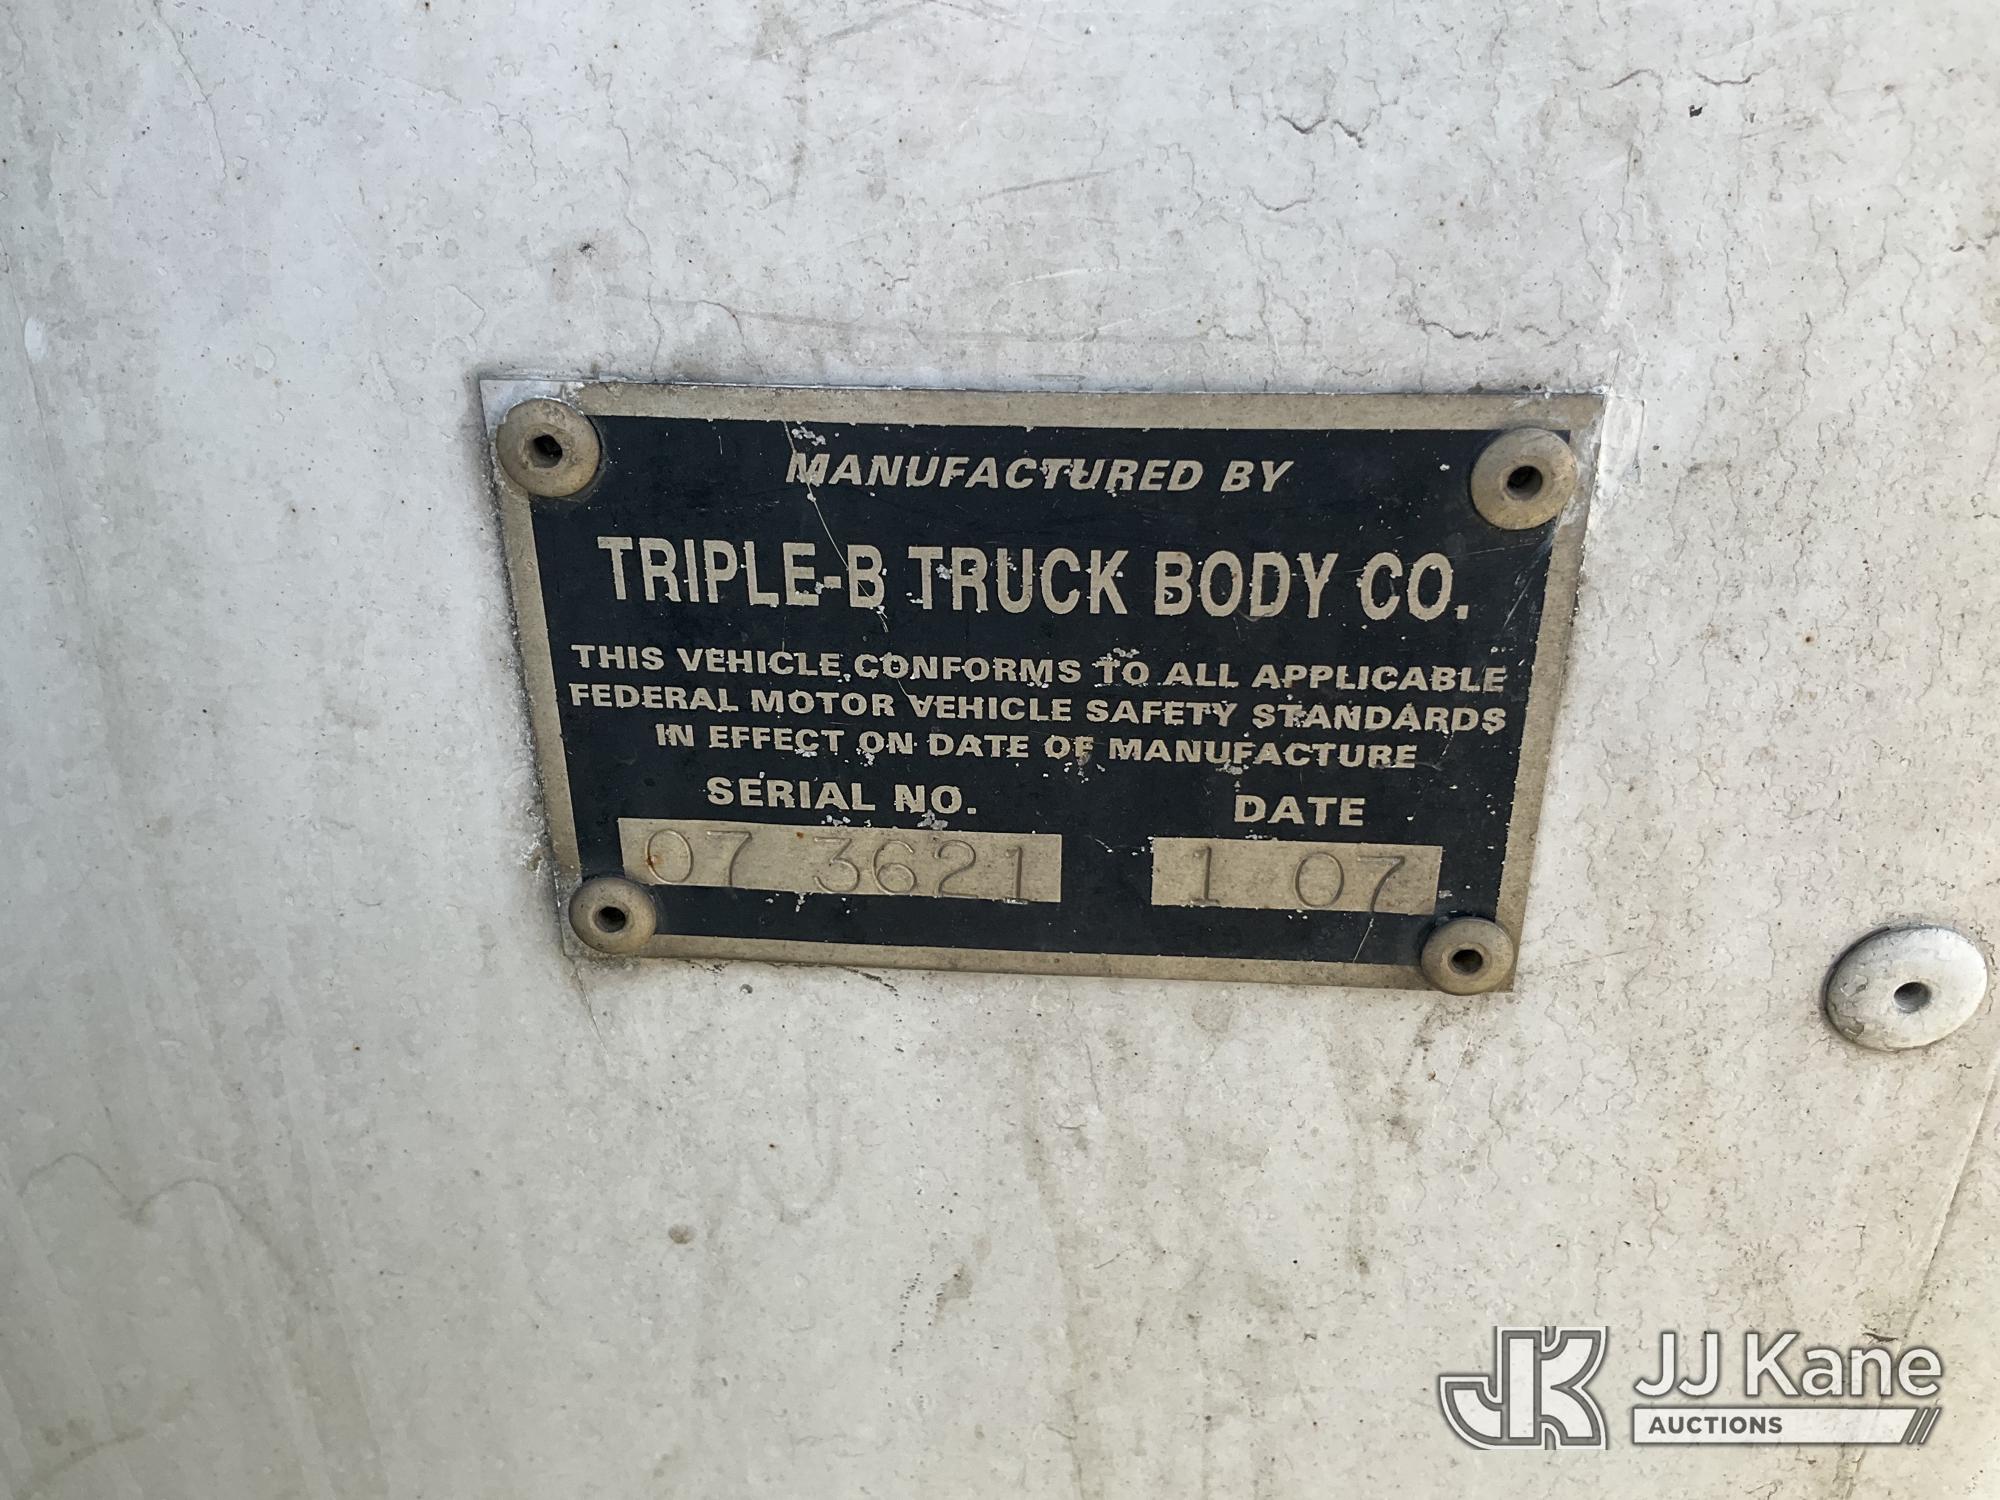 MANUFACTURED BY
TRIPLE-B TRUCK BODY CO.
THIS VEHICLE CONFORMS TO ALL APPLICABLE
FEDERAL MOTOR VEHICLE SAFETY STANDARDS
IN EFFECT ON DATE OF MANUFACTURE
SERIAL NO. DATE
07 3621 1 07
JK JJ Kane
AUCTIONS